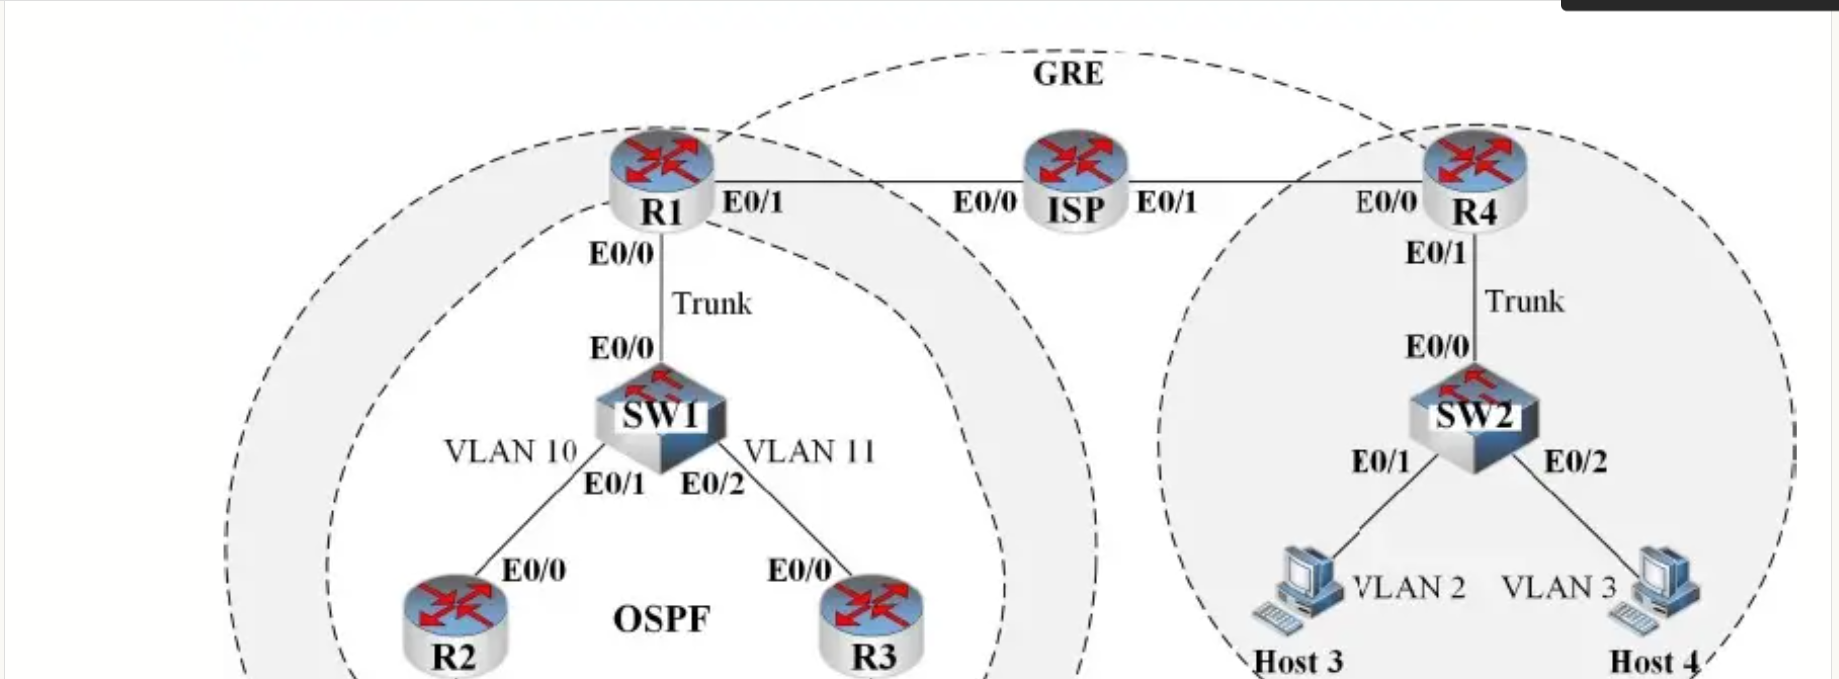 GRE
R1
E0/1
E0/0
ISP
E0/1
E0/0
R4
E0/0
E0/1
Trunk
Trunk
E0/0
E0/0
SW1
SW2
VLAN 10
VLAN 11
E0/1
E0/2
E0/1
E0/2
E0/0
E0/0
VLAN 2
VLAN 3
OSPF
R2
R3
Host 3
Host 4